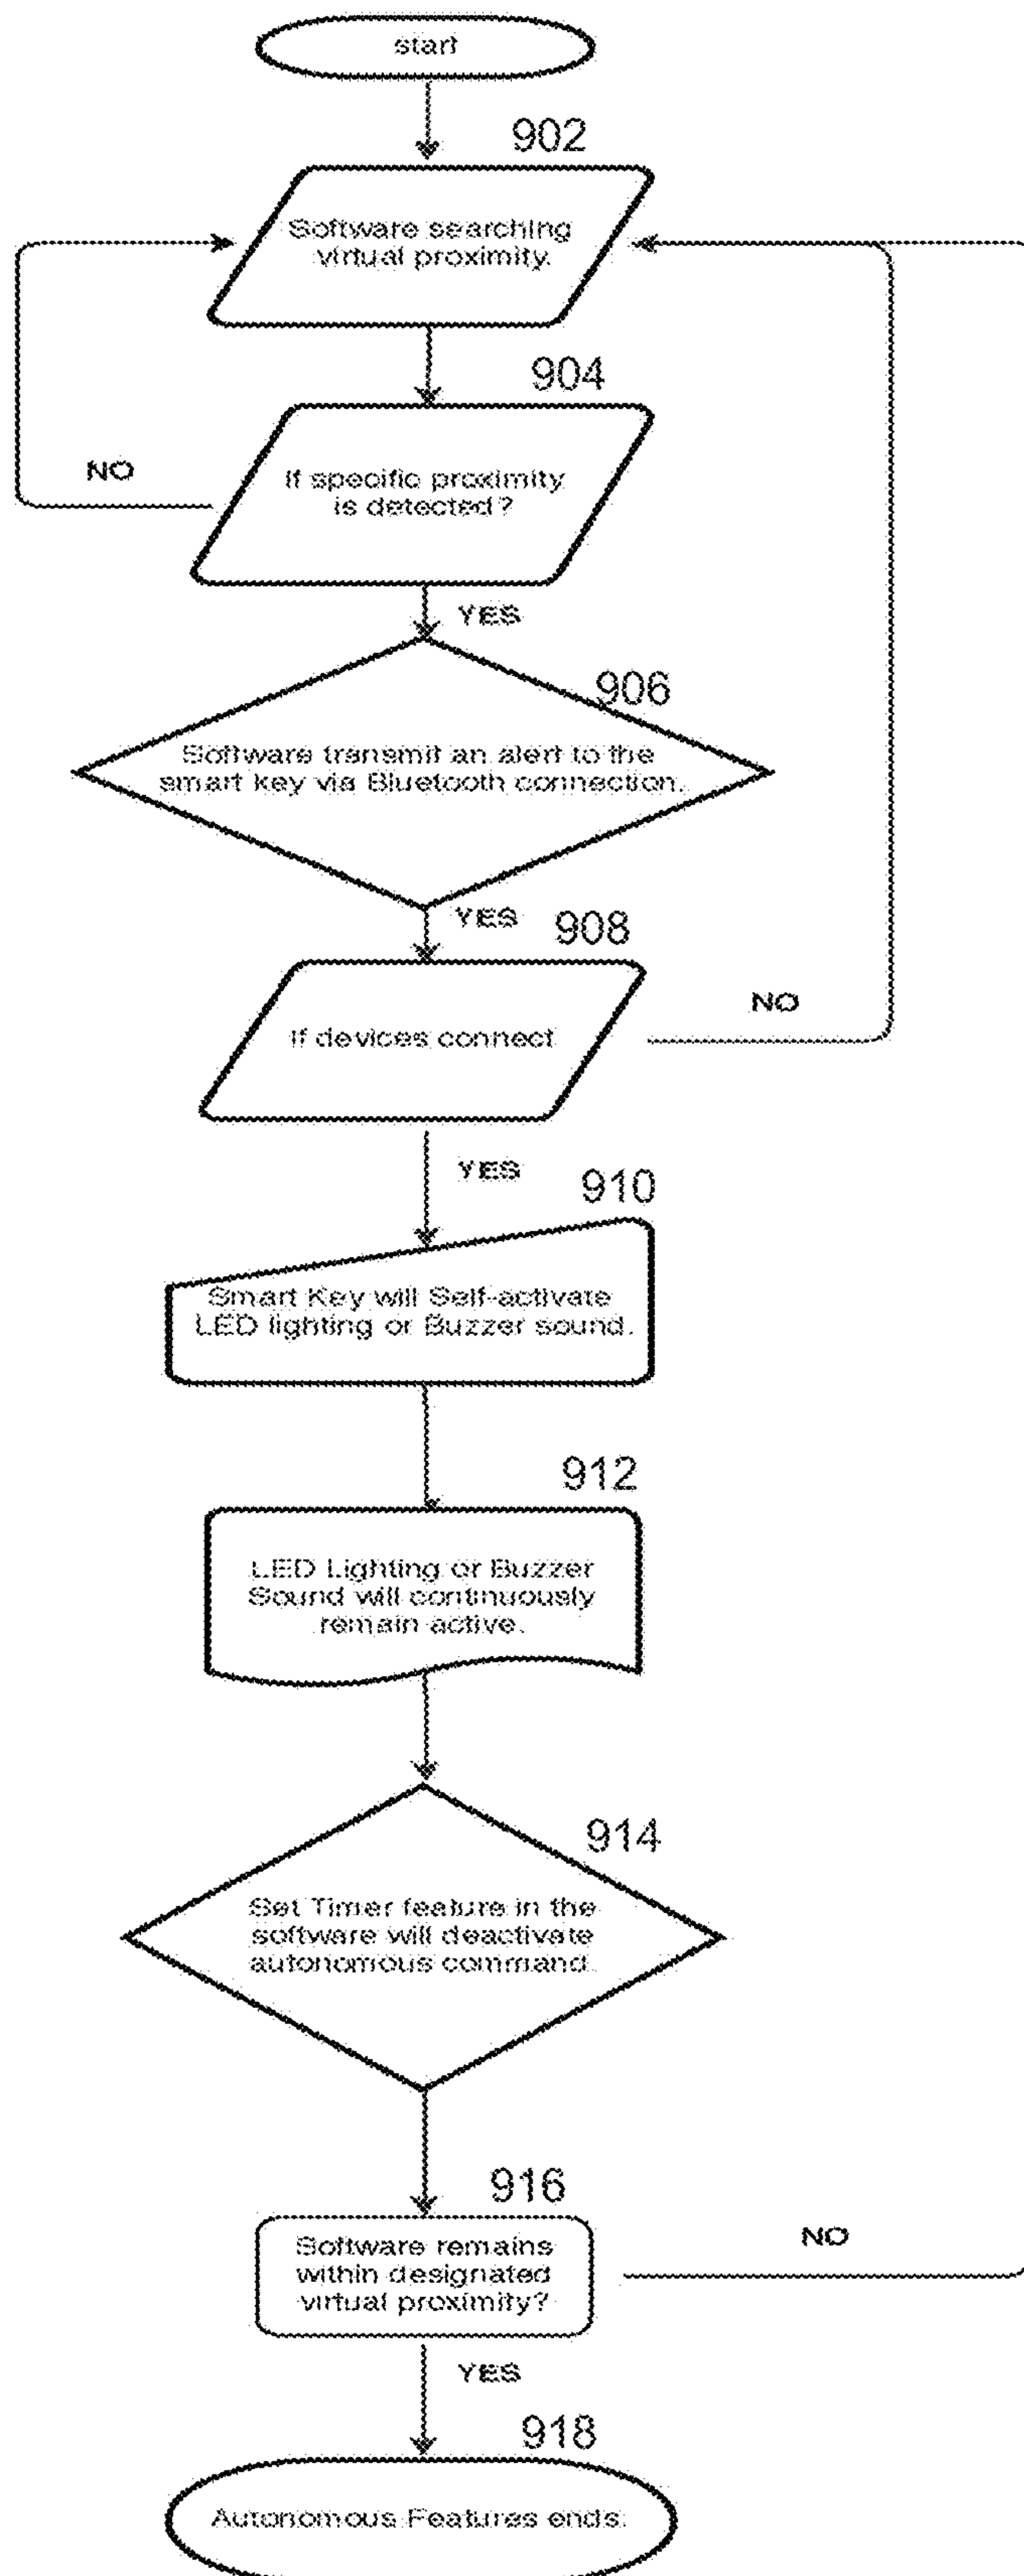 start
902
Software searching
virtual proximity.
904
If specific proximity
is detected?
NO
YES
906
Software transmit an alert to the
smart key via Bluetooth connection.
YES
908
If devices connect
NO
YES
910
Smart Key will Self-activate
LED lighting or Buzzer sound.
912
LED Lighting or Buzzer
Sound will continuously
remain active.
914
Set Timer feature in the
software will deactivate
autonomous command.
916
Software remains
within designated
virtual proximity?
NO
YES
918
Autonomous Features ends.